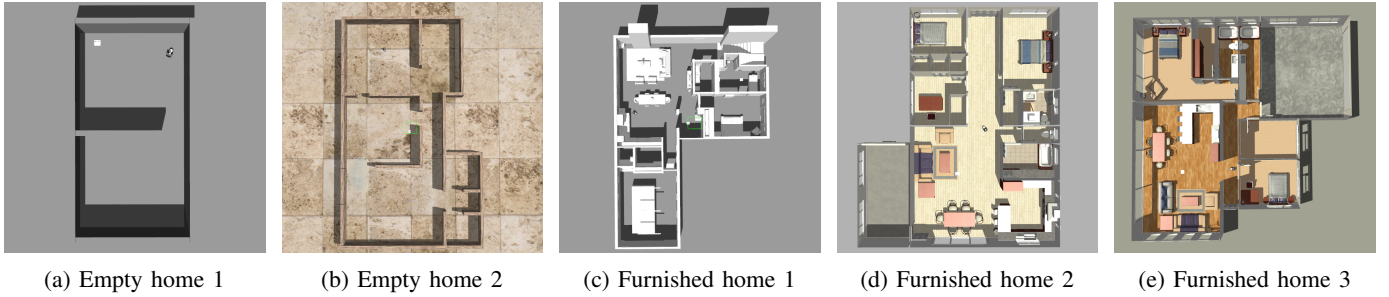 (a) Empty home 1
(b) Empty home 2
(c) Furnished home 1
(d) Furnished home 2
(e) Furnished home 3